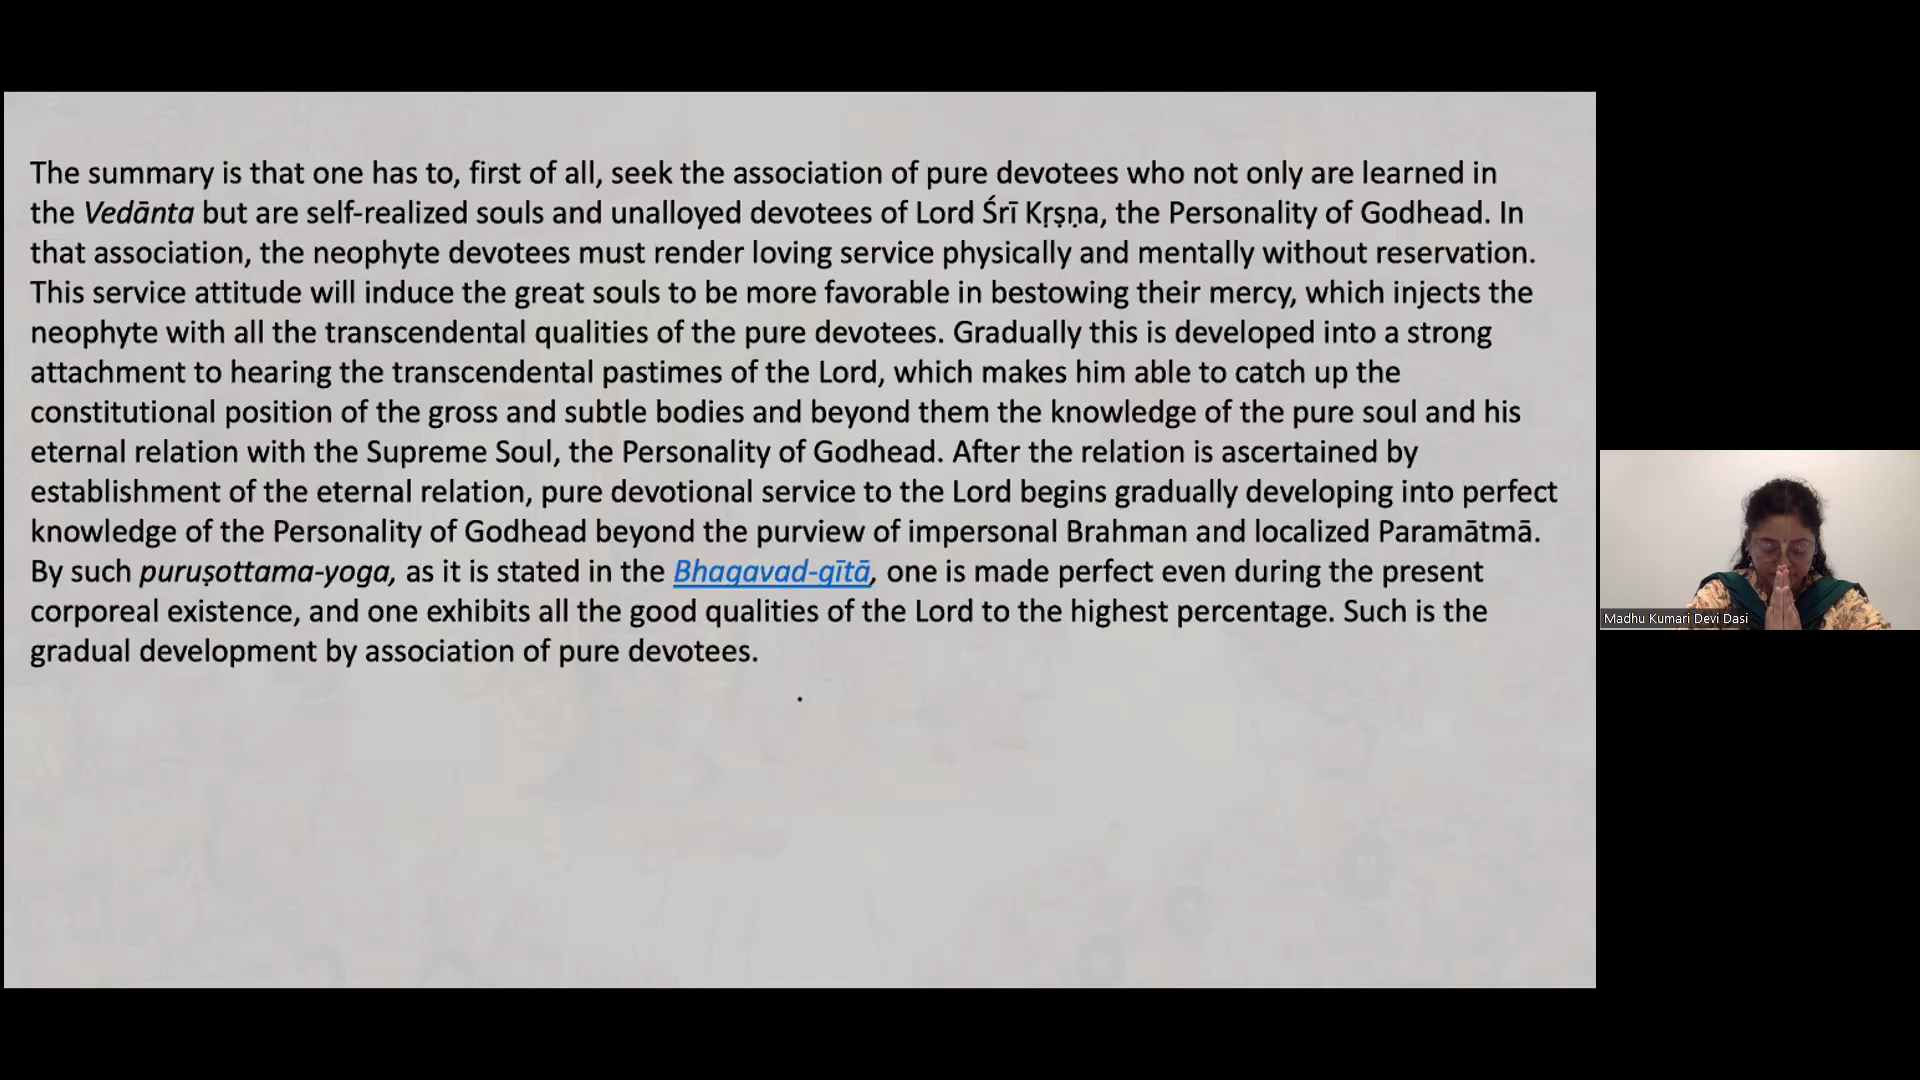 The summary is that one has to, first of all, seek the association of pure devotees who not only are learned in
the Vedānta but are self-realized souls and unalloyed devotees of Lord Śrī Kṛṣṇa, the Personality of Godhead. In
that association, the neophyte devotees must render loving service physically and mentally without reservation.
This service attitude will induce the great souls to be more favorable in bestowing their mercy, which injects the
neophyte with all the transcendental qualities of the pure devotees. Gradually this is developed into a strong
attachment to hearing the transcendental pastimes of the Lord, which makes him able to catch up the
constitutional position of the gross and subtle bodies and beyond them the knowledge of the pure soul and his
eternal relation with the Supreme Soul, the Personality of Godhead. After the relation is ascertained by
establishment of the eternal relation, pure devotional service to the Lord begins gradually developing into perfect
knowledge of the Personality of Godhead beyond the purview of impersonal Brahman and localized Paramātmā.
By such puruṣottama-yoga, as it is stated in the Bhagavad-gītā, one is made perfect even during the present
corporeal existence, and one exhibits all the good qualities of the Lord to the highest percentage. Such is the
gradual development by association of pure devotees.
.
Madhu Kumari Devi Dasi